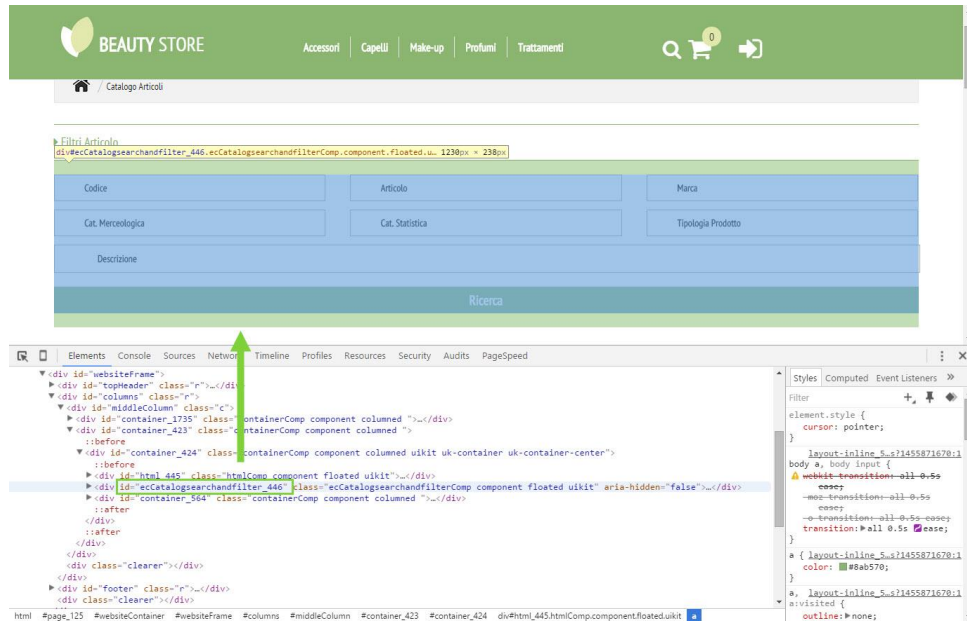 BEAUTY STORE
Accessori Capelli Make-up Profumi Trattamenti
0
/ Catalogo Articoli
Filtri Articolo
div#ecCatalogsearchandfilter_446.ecCatalogsearchandfilterComp.component.floated.u… 1230px × 238px
Codice Articolo Marca
Cat. Merceologica Cat. Statistica Tipologia Prodotto
Descrizione
Ricerca
Elements Console Sources Network Timeline Profiles Resources Security Audits PageSpeed
▼<div id="websiteFrame">
▶<div id="topHeader" class="r">…</div>
▼<div id="columns" class="r">
▼<div id="middleColumn" class="c">
▶<div id="container_1735" class="containerComp component columned ">…</div>
▼<div id="container_423" class="containerComp component columned ">
::before
▼<div id="container_424" class="containerComp component columned uikit uk-container uk-container-center">
::before
▶<div id="html_445" class="htmlComp component floated uikit">…</div>
▶<div id="ecCatalogsearchandfilter_446" class="ecCatalogsearchandfilterComp component floated uikit" aria-hidden="false">…</div>
▶<div id="container_564" class="containerComp component columned ">…</div>
::after
</div>
::after
</div>
</div>
<div class="clearer"></div>
</div>
▶<div id="footer" class="r">…</div>
<div class="clearer"></div>
html #page_125 #websiteContainer #websiteFrame #columns #middleColumn #container_423 #container_424 div#html_445.htmlComp.component.floated.uikit a
Styles Computed Event Listeners »
Filter
element.style {
cursor: pointer;
}
layout-inline_5…s?1455871670:1
body a, body input {
webkit transition: all 0.5s
ease;
-moz transition: all 0.5s
ease;
-o transition: all 0.5s ease;
transition:▶all 0.5s ease;
}
a { layout-inline_5…s?1455871670:1
color: #8ab570;
}
a, layout-inline_5…s?1455871670:1
a:visited {
outline:▶none;